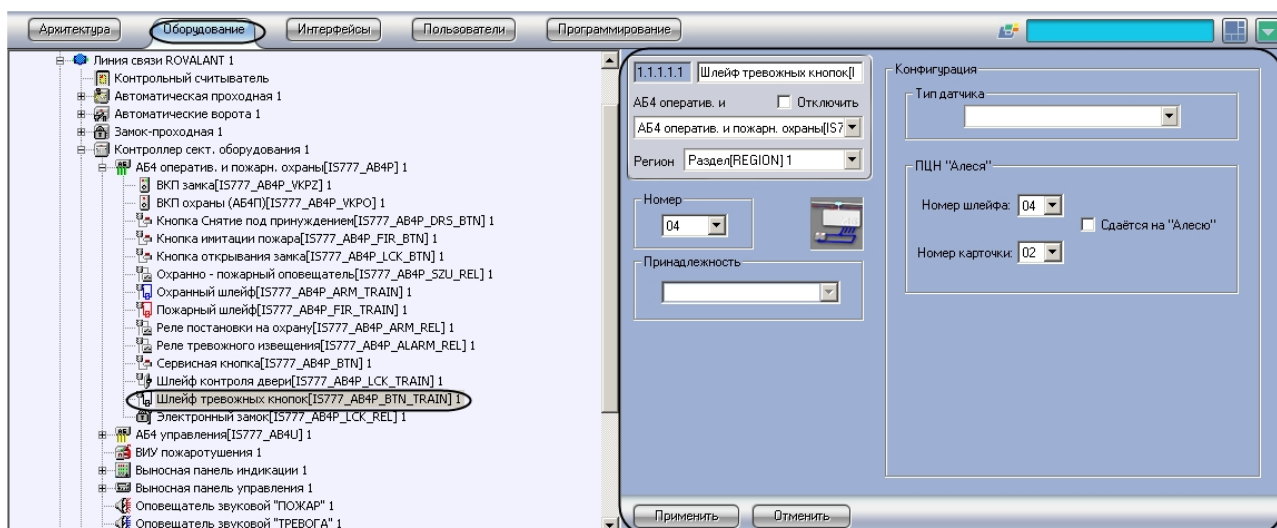 Архитектура Оборудование Интерфейсы Пользователи Программирование
Линия связи ROVALANT 1
Контрольный считыватель
Автоматическая проходная 1
Автоматические ворота 1
Замок-проходная 1
Контроллер сект. оборудования 1
АБ4 оператив. и пожарн. охраны[IS777_AB4P] 1
ВКП замка[IS777_AB4P_VKPZ] 1
ВКП охраны (АБ4П)[IS777_AB4P_VKPO] 1
Кнопка Снятие под принуждением[IS777_AB4P_DRS_BTN] 1
Кнопка имитации пожара[IS777_AB4P_FIR_BTN] 1
Кнопка открывания замка[IS777_AB4P_LCK_BTN] 1
Охранно - пожарный оповещатель[IS777_AB4P_SZU_REL] 1
Охранный шлейф[IS777_AB4P_ARM_TRAIN] 1
Пожарный шлейф[IS777_AB4P_FIR_TRAIN] 1
Реле постановки на охрану[IS777_AB4P_ARM_REL] 1
Реле тревожного извещения[IS777_AB4P_ALARM_REL] 1
Сервисная кнопка[IS777_AB4P_BTN] 1
Шлейф контроля двери[IS777_AB4P_LCK_TRAIN] 1
Шлейф тревожных кнопок[IS777_AB4P_BTN_TRAIN] 1
Электронный замок[IS777_AB4P_LCK_REL] 1
АБ4 управления[IS777_AB4U] 1
ВИУ пожаротушения 1
Выносная панель индикации 1
Выносная панель управления 1
Оповещатель звуковой "ПОЖАР" 1
Оповещатель звуковой "ТРЕВОГА" 1
1.1.1.1.1 Шлейф тревожных кнопок[I
АБ4 оператив. и Отключить
АБ4 оператив. и пожарн. охраны[IS7
Регион Раздел[REGION] 1
Номер
04
Принадлежность
Конфигурация
Тип датчика
ПЦН "Алеся"
Номер шлейфа: 04
Сдаётся на "Алесю"
Номер карточки: 02
Применить Отменить